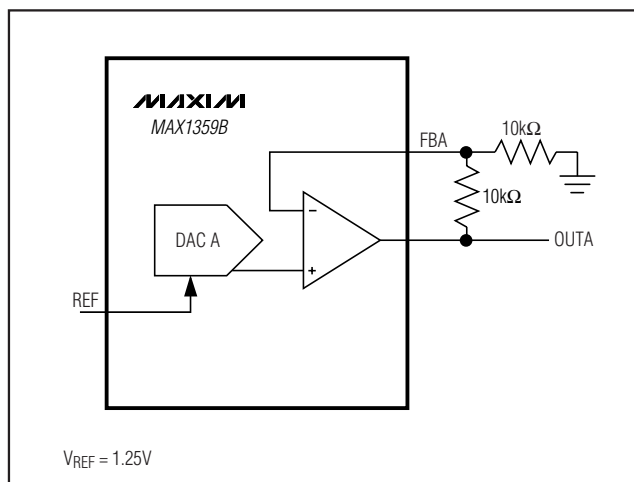 MAXIM
MAX1359B
FBA
10kΩ
10kΩ
DAC A
−
+
OUTA
REF
VREF = 1.25V